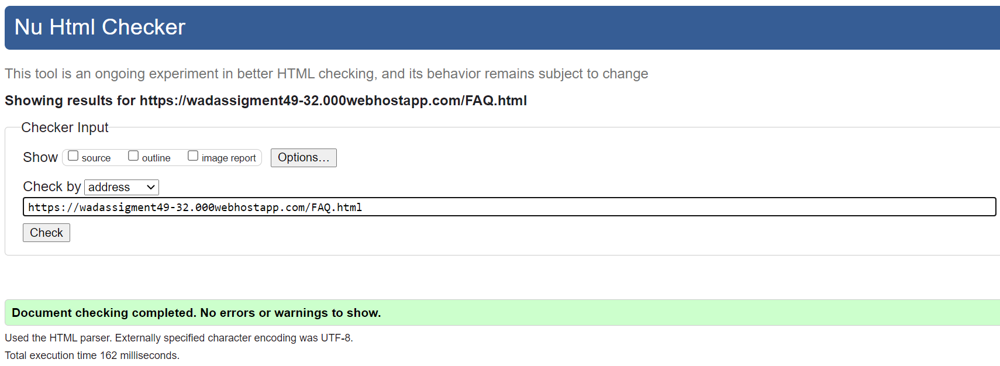 Nu Html Checker
This tool is an ongoing experiment in better HTML checking, and its behavior remains subject to change
Showing results for https://wadassigment49-32.000webhostapp.com/FAQ.html
Checker Input
Show source outline image report Options…
Check by address
https://wadassigment49-32.000webhostapp.com/FAQ.html
Check
Document checking completed. No errors or warnings to show.
Used the HTML parser. Externally specified character encoding was UTF-8.
Total execution time 162 milliseconds.